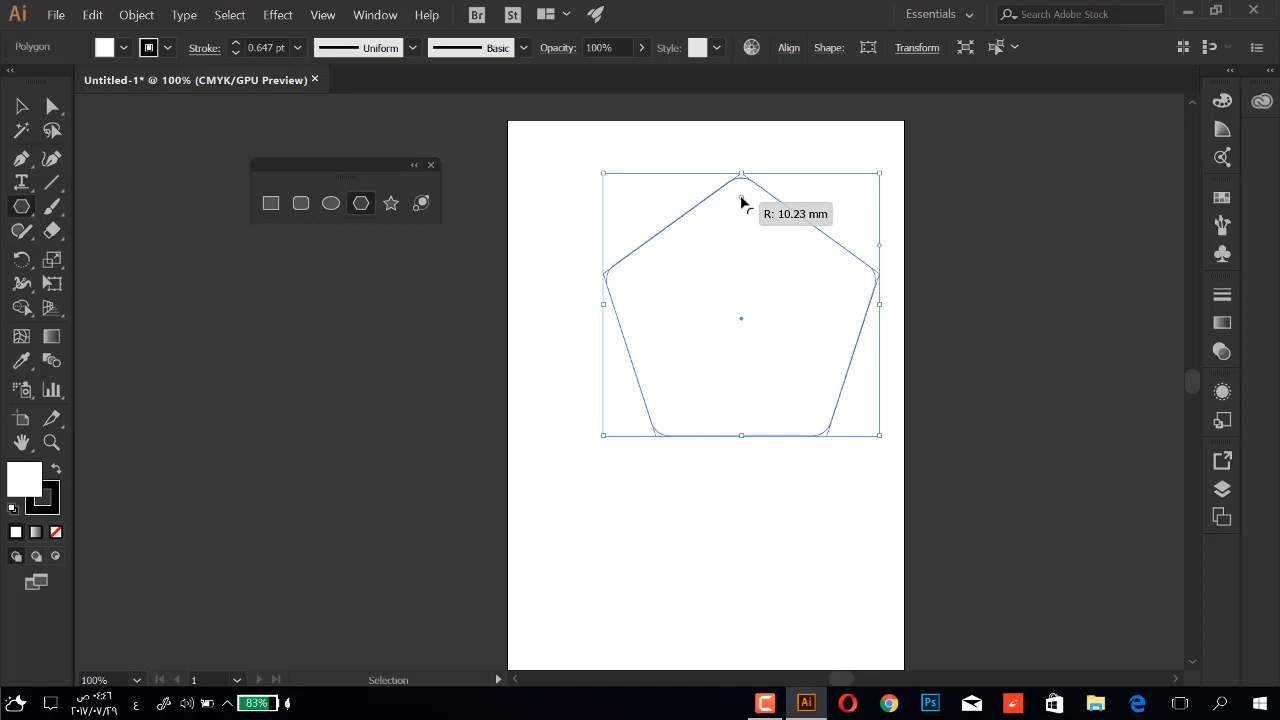 Ai File Edit Object Type Select Effect View Window Help Br St Essentials Search Adobe Stock
Polygon Stroke: 0.647 pt Uniform Basic Opacity: 100% Style: Align Shape: Transform
Untitled-1* @ 100% (CMYK/GPU Preview)
R: 10.23 mm
100% 1 Selection
83% ع Ai Ps